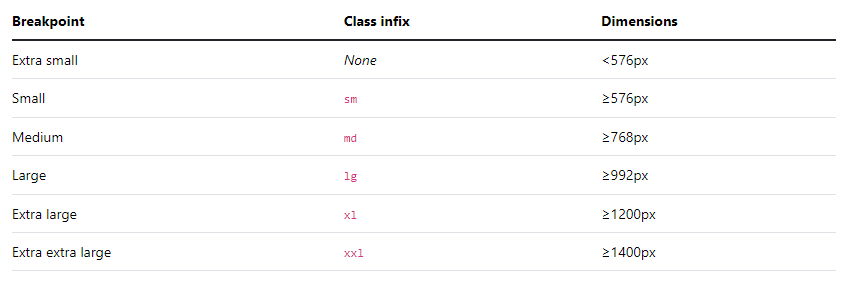 Breakpoint Class infix Dimensions
Extra small None <576px
Small sm ≥576px
Medium md ≥768px
Large lg ≥992px
Extra large xl ≥1200px
Extra extra large xxl ≥1400px